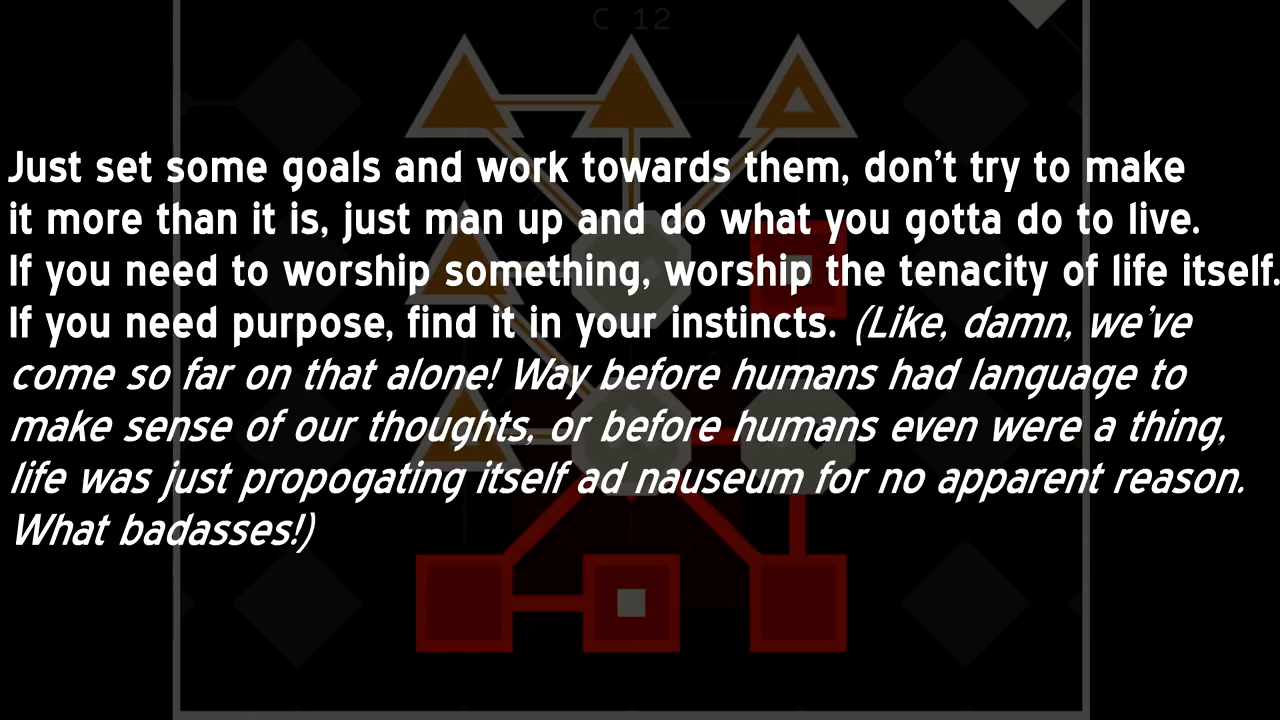 C 12
Just set some goals and work towards them, don't try to make
it more than it is, just man up and do what you gotta do to live.
If you need to worship something, worship the tenacity of life itself.
If you need purpose, find it in your instincts. (Like, damn, we've
come so far on that alone! Way before humans had language to
make sense of our thoughts, or before humans even were a thing,
life was just propogating itself ad nauseum for no apparent reason.
What badasses!)